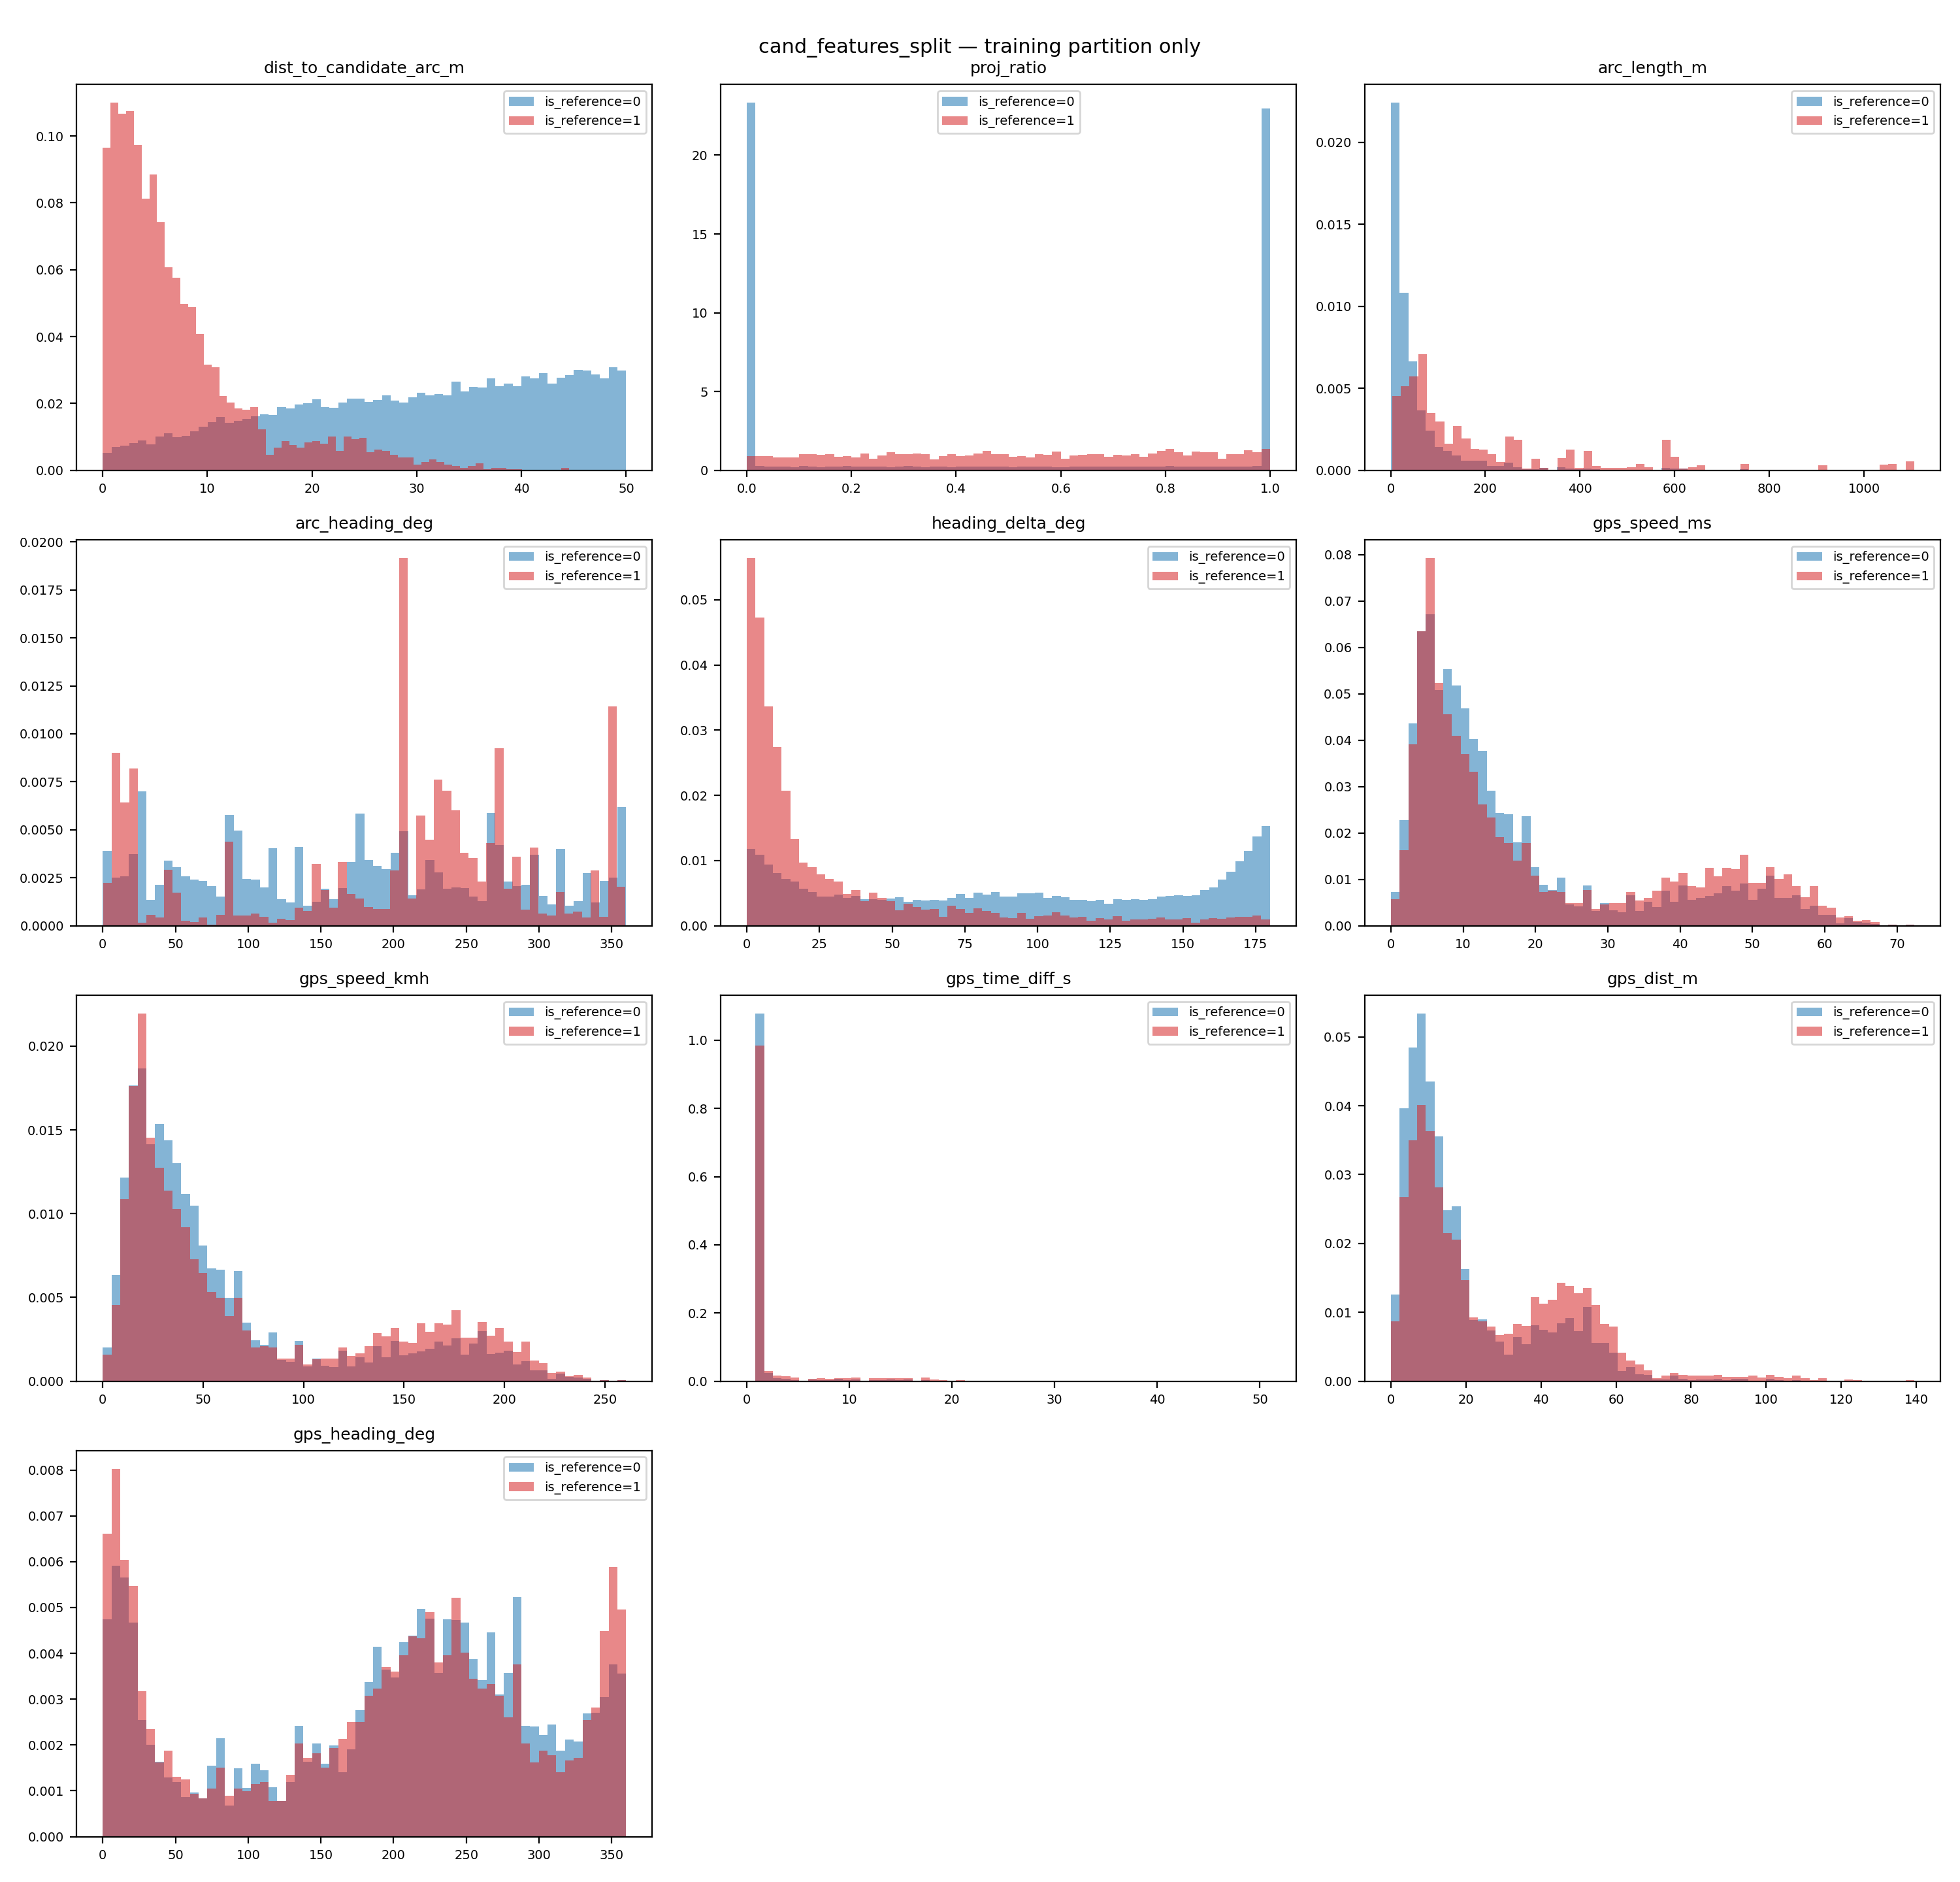 cand_features_split — training partition only
dist_to_candidate_arc_m
is_reference=0
is_reference=1
0.10
0.08
0.06
0.04
0.02
0.00
0 10 20 30 40 50
proj_ratio
is_reference=0
is_reference=1
20
15
10
5
0
0.0 0.2 0.4 0.6 0.8 1.0
arc_length_m
is_reference=0
is_reference=1
0.020
0.015
0.010
0.005
0.000
0 200 400 600 800 1000
arc_heading_deg
is_reference=0
is_reference=1
0.0200
0.0175
0.0150
0.0125
0.0100
0.0075
0.0050
0.0025
0.0000
0 50 100 150 200 250 300 350
heading_delta_deg
is_reference=0
is_reference=1
0.05
0.04
0.03
0.02
0.01
0.00
0 25 50 75 100 125 150 175
gps_speed_ms
is_reference=0
is_reference=1
0.08
0.07
0.06
0.05
0.04
0.03
0.02
0.01
0.00
0 10 20 30 40 50 60 70
gps_speed_kmh
is_reference=0
is_reference=1
0.020
0.015
0.010
0.005
0.000
0 50 100 150 200 250
gps_time_diff_s
is_reference=0
is_reference=1
1.0
0.8
0.6
0.4
0.2
0.0
0 10 20 30 40 50
gps_dist_m
is_reference=0
is_reference=1
0.05
0.04
0.03
0.02
0.01
0.00
0 20 40 60 80 100 120 140
gps_heading_deg
is_reference=0
is_reference=1
0.008
0.007
0.006
0.005
0.004
0.003
0.002
0.001
0.000
0 50 100 150 200 250 300 350